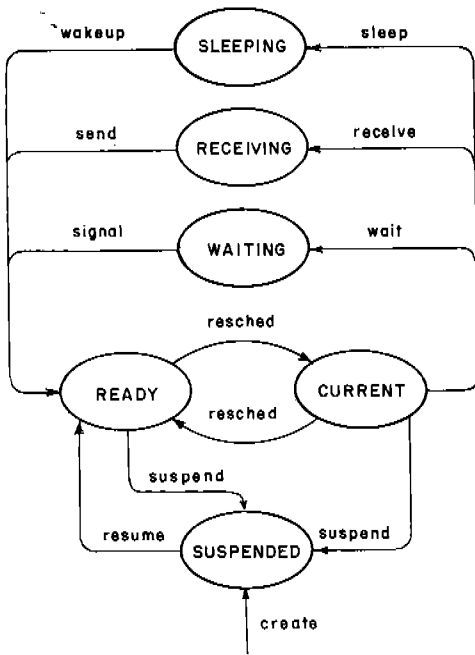 wakeup
SLEEPING
sleep
send
RECEIVING
receive
signal
WAITING
wait
resched
READY
CURRENT
resched
suspend
resume
SUSPENDED
suspend
create